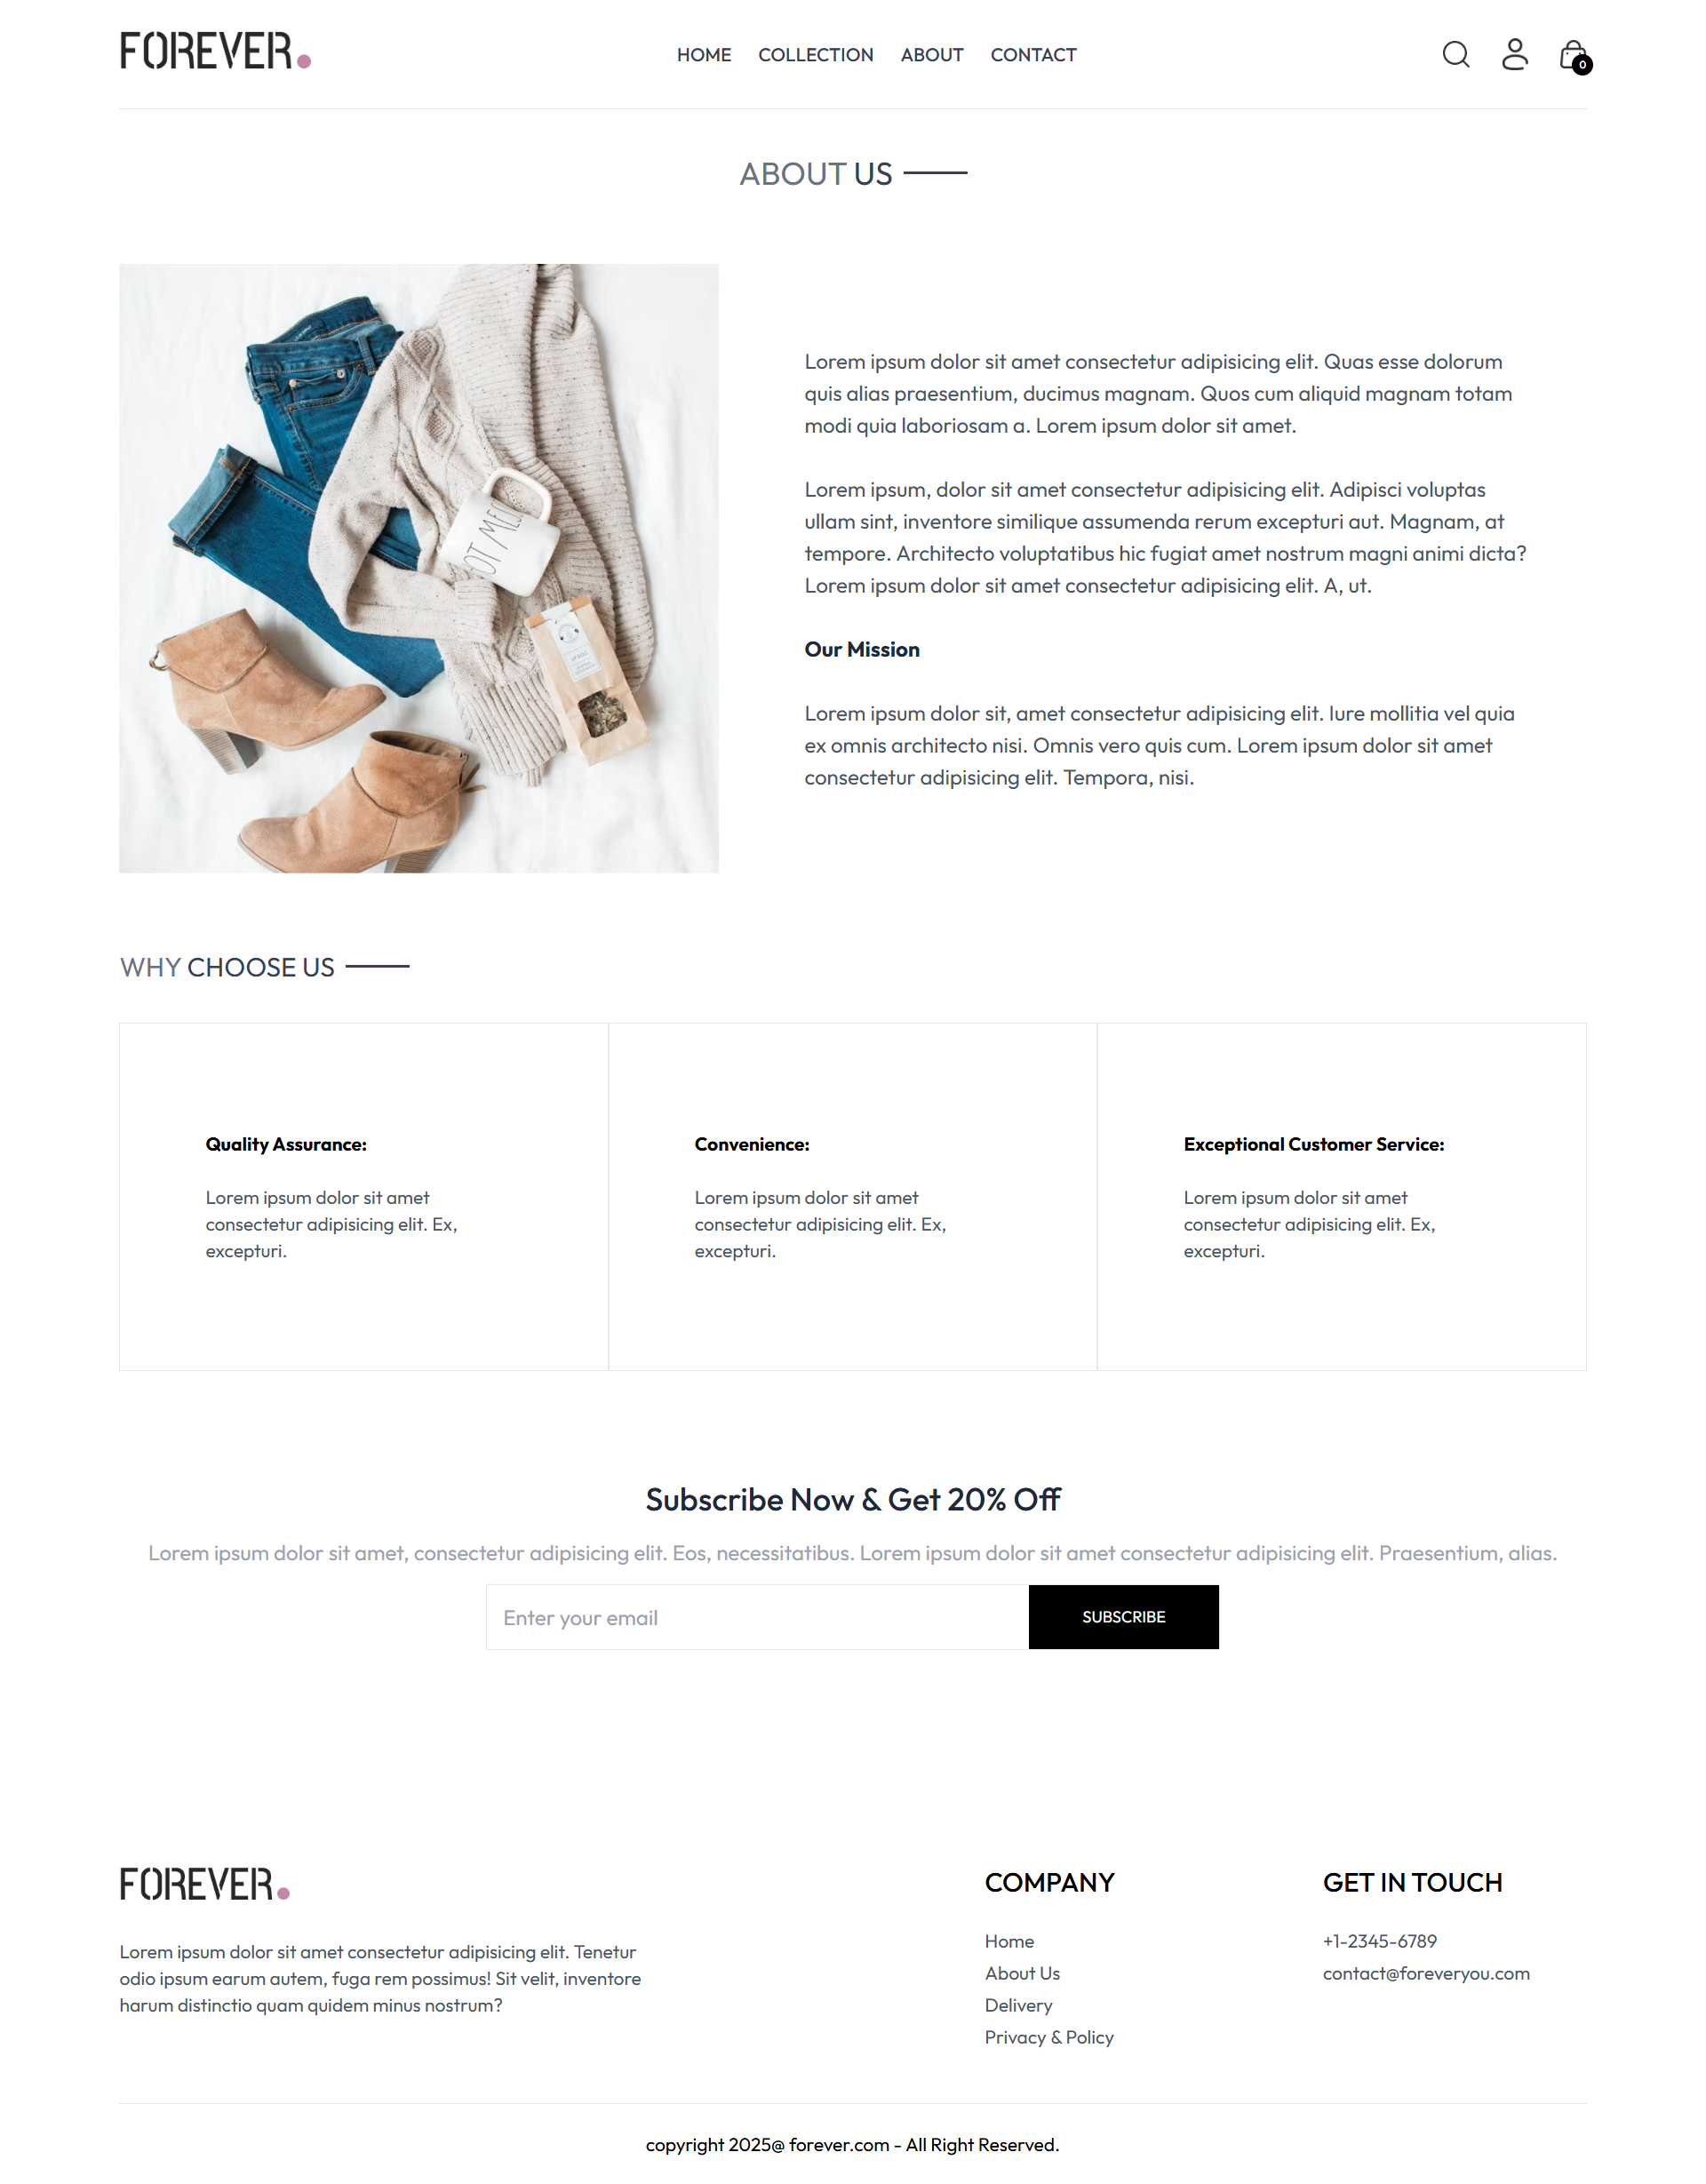 FOREVER.
HOME COLLECTION ABOUT CONTACT
0
ABOUT US
OT MED
Lorem ipsum dolor sit amet consectetur adipisicing elit. Quas esse dolorum
quis alias praesentium, ducimus magnam. Quos cum aliquid magnam totam
modi quia laboriosam a. Lorem ipsum dolor sit amet.
Lorem ipsum, dolor sit amet consectetur adipisicing elit. Adipisci voluptas
ullam sint, inventore similique assumenda rerum excepturi aut. Magnam, at
tempore. Architecto voluptatibus hic fugiat amet nostrum magni animi dicta?
Lorem ipsum dolor sit amet consectetur adipisicing elit. A, ut.
Our Mission
Lorem ipsum dolor sit, amet consectetur adipisicing elit. Iure mollitia vel quia
ex omnis architecto nisi. Omnis vero quis cum. Lorem ipsum dolor sit amet
consectetur adipisicing elit. Tempora, nisi.
WHY CHOOSE US
Quality Assurance:
Lorem ipsum dolor sit amet
consectetur adipisicing elit. Ex,
excepturi.
Convenience:
Lorem ipsum dolor sit amet
consectetur adipisicing elit. Ex,
excepturi.
Exceptional Customer Service:
Lorem ipsum dolor sit amet
consectetur adipisicing elit. Ex,
excepturi.
Subscribe Now & Get 20% Off
Lorem ipsum dolor sit amet, consectetur adipisicing elit. Eos, necessitatibus. Lorem ipsum dolor sit amet consectetur adipisicing elit. Praesentium, alias.
Enter your email
SUBSCRIBE
FOREVER.
Lorem ipsum dolor sit amet consectetur adipisicing elit. Tenetur
odio ipsum earum autem, fuga rem possimus! Sit velit, inventore
harum distinctio quam quidem minus nostrum?
COMPANY
Home
About Us
Delivery
Privacy & Policy
GET IN TOUCH
+1-2345-6789
contact@foreveryou.com
copyright 2025@ forever.com - All Right Reserved.